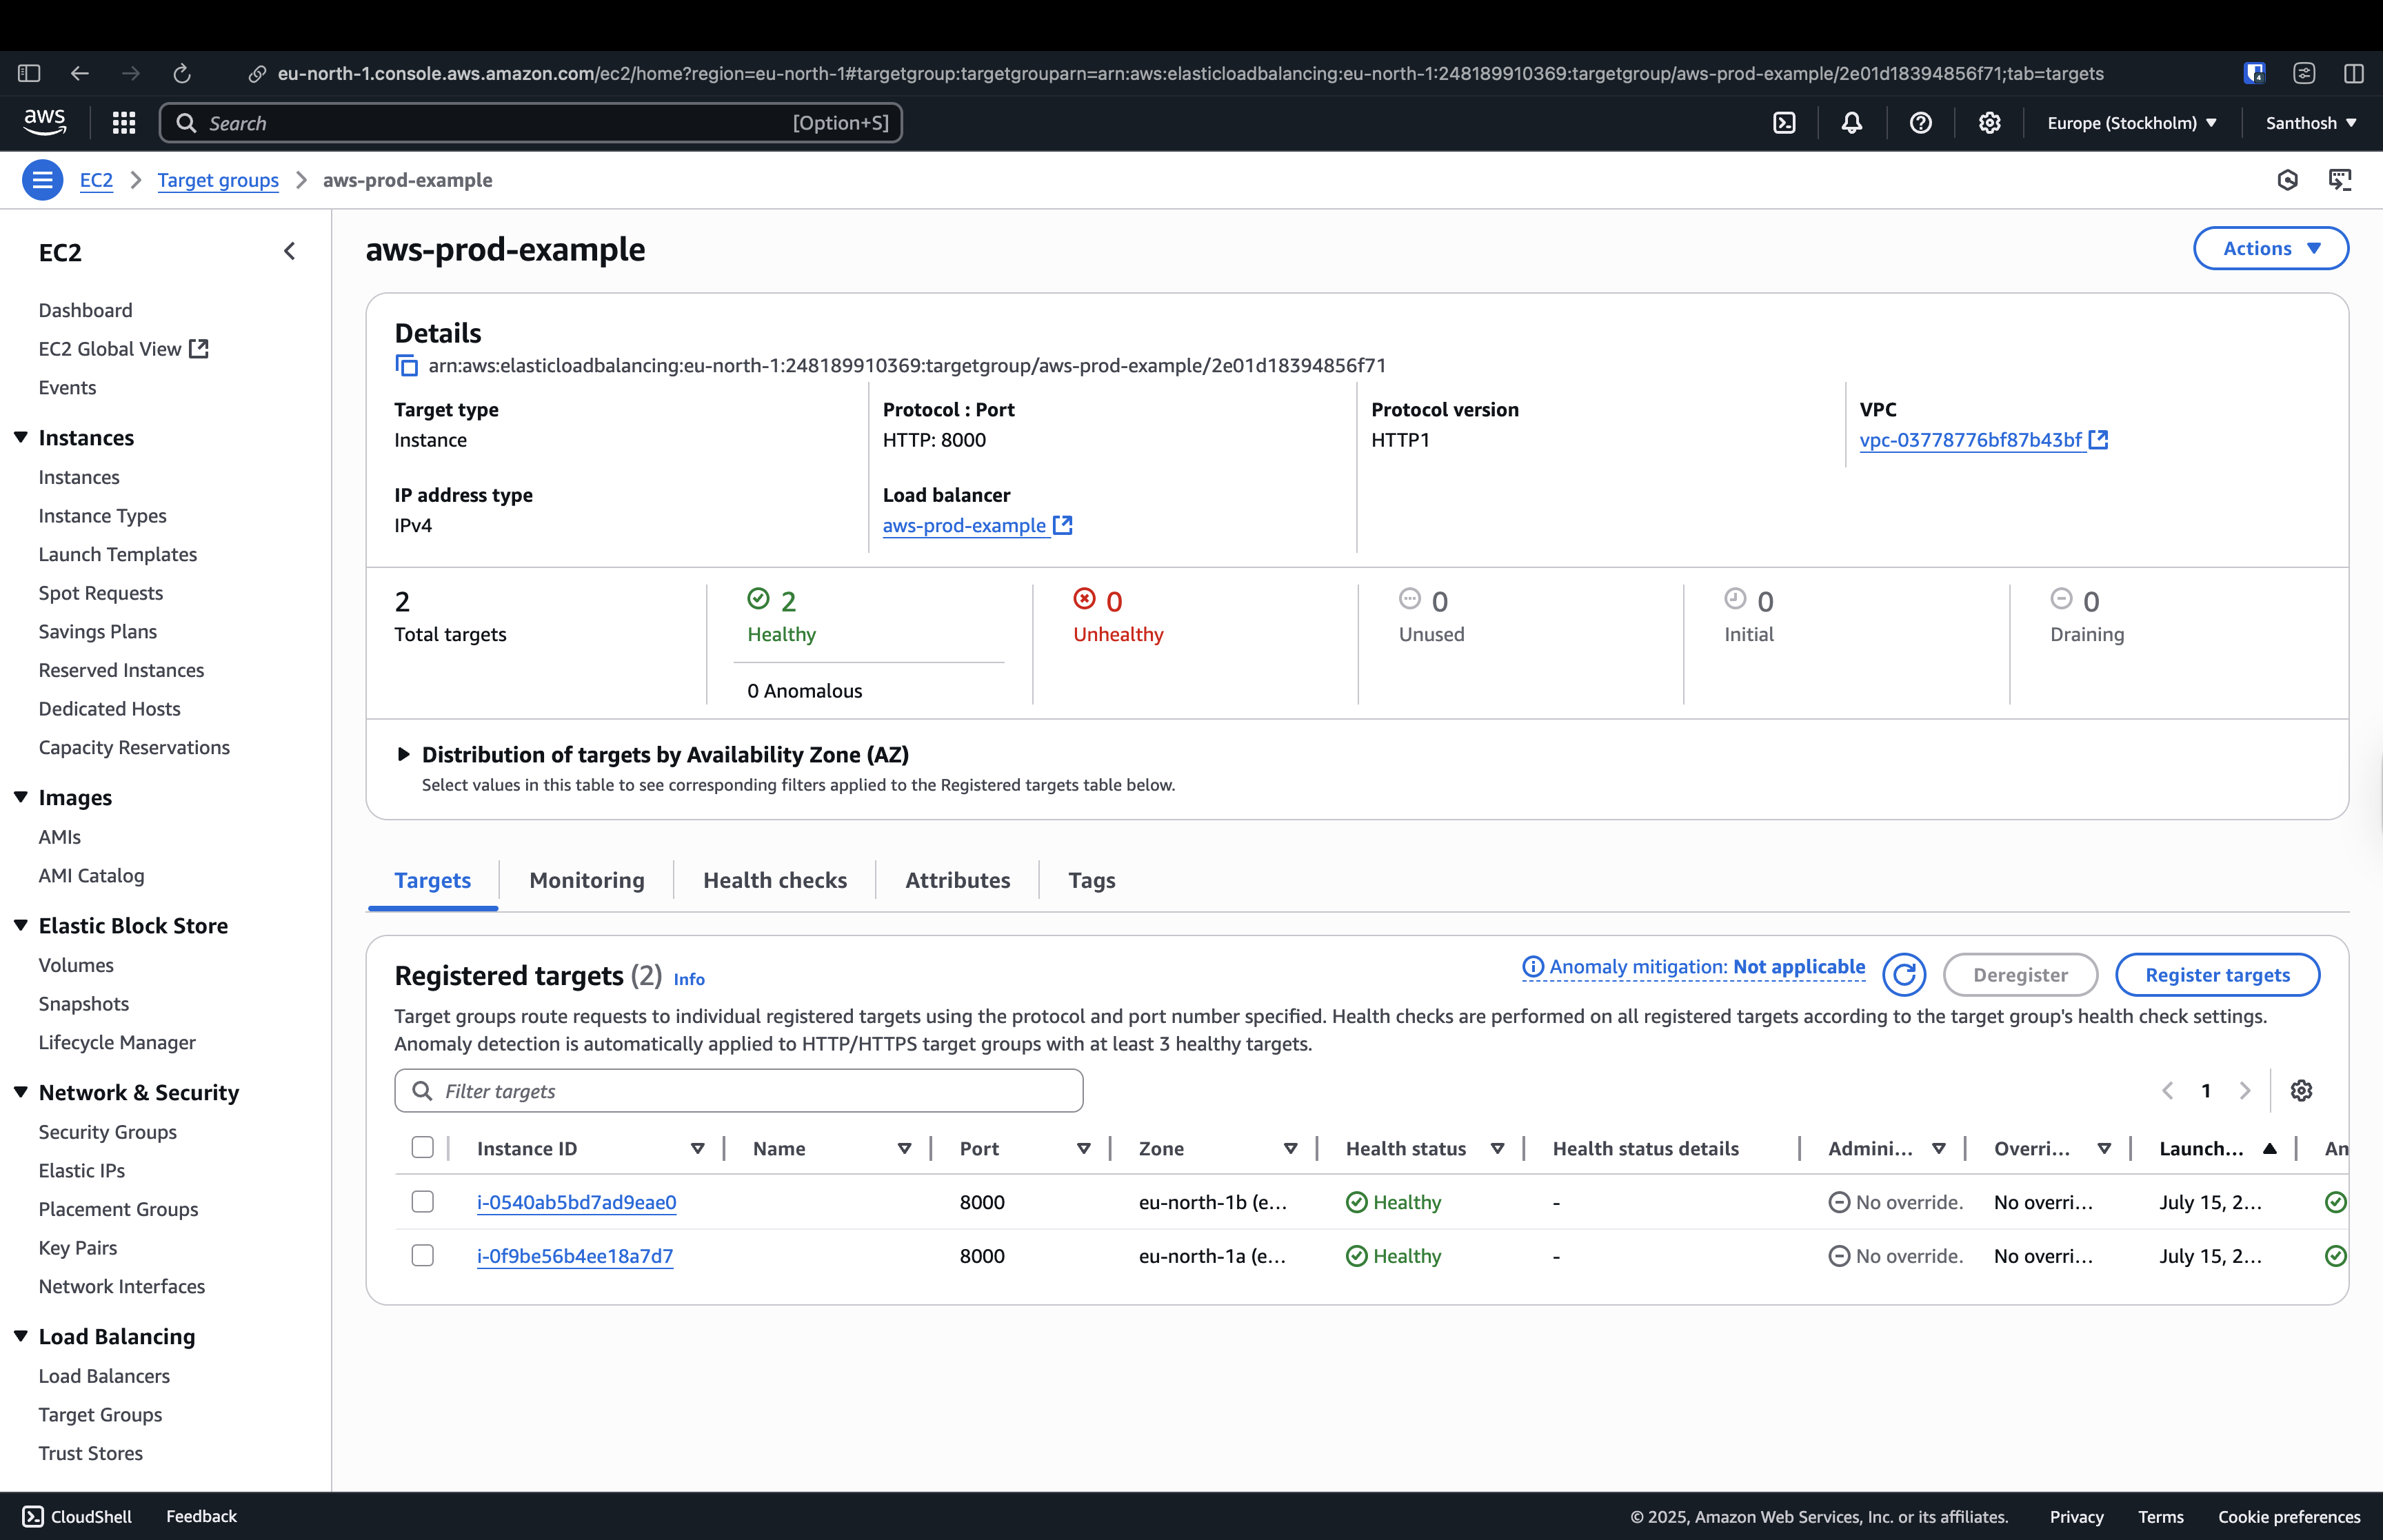 eu-north-1.console.aws.amazon.com/ec2/home?region=eu-north-1#targetgroup:targetgrouparn=arn:aws:elasticloadbalancing:eu-north-1:248189910369:targetgroup/aws-prod-example/2e01d18394856f71;tab=targets
aws
Search
[Option+S]
Europe (Stockholm)
Santhosh
EC2
Target groups
aws-prod-example
EC2
Dashboard
EC2 Global View
Events
Instances
Instances
Instance Types
Launch Templates
Spot Requests
Savings Plans
Reserved Instances
Dedicated Hosts
Capacity Reservations
Images
AMIs
AMI Catalog
Elastic Block Store
Volumes
Snapshots
Lifecycle Manager
Network & Security
Security Groups
Elastic IPs
Placement Groups
Key Pairs
Network Interfaces
Load Balancing
Load Balancers
Target Groups
Trust Stores
aws-prod-example
Actions
Details
arn:aws:elasticloadbalancing:eu-north-1:248189910369:targetgroup/aws-prod-example/2e01d18394856f71
Target type
Instance
Protocol : Port
HTTP: 8000
Protocol version
HTTP1
VPC
vpc-03778776bf87b43bf
IP address type
IPv4
Load balancer
aws-prod-example
2
Total targets
2
Healthy
0 Anomalous
0
Unhealthy
0
Unused
0
Initial
0
Draining
Distribution of targets by Availability Zone (AZ)
Select values in this table to see corresponding filters applied to the Registered targets table below.
Targets
Monitoring
Health checks
Attributes
Tags
Registered targets (2) Info
Anomaly mitigation: Not applicable
Deregister
Register targets
Target groups route requests to individual registered targets using the protocol and port number specified. Health checks are performed on all registered targets according to the target group's health check settings.
Anomaly detection is automatically applied to HTTP/HTTPS target groups with at least 3 healthy targets.
Filter targets
1
Instance ID Name Port Zone Health status Health status details Admini... Overri... Launch... An
i-0540ab5bd7ad9eae0 8000 eu-north-1b (e... Healthy - No override. No overri... July 15, 2...
i-0f9be56b4ee18a7d7 8000 eu-north-1a (e... Healthy - No override. No overri... July 15, 2...
CloudShell
Feedback
© 2025, Amazon Web Services, Inc. or its affiliates.
Privacy
Terms
Cookie preferences